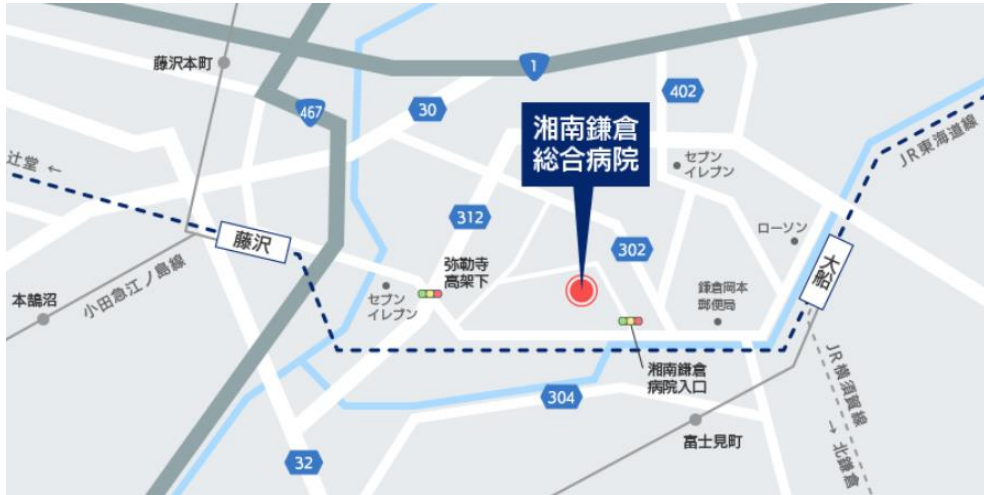 藤沢本町
1
402
467
30
湘南鎌倉
総合病院
セブン
イレブン
JR東海道線
辻堂 ←
312
302
ローソン
藤沢
弥勒寺
高架下
大船
小田急江ノ島線
本鵠沼
セブン
イレブン
鎌倉岡本
郵便局
湘南鎌倉
病院入口
JR横須賀線
→ 北鎌倉
304
富士見町
32